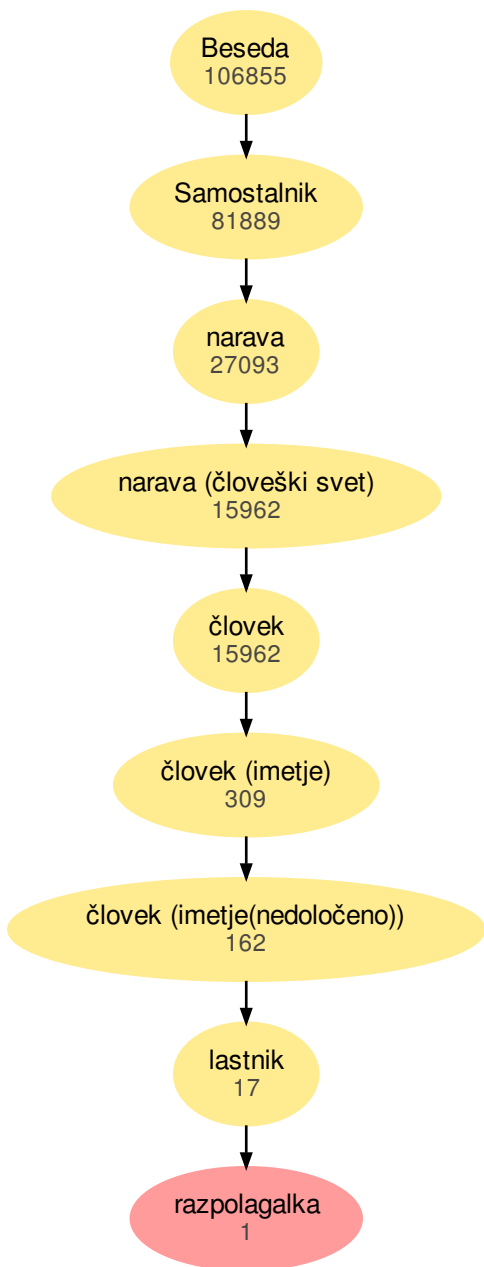 Beseda
106855
Samostalnik
81889
narava
27093
narava (človeški svet)
15962
človek
15962
človek (imetje)
309
človek (imetje(nedoločeno))
162
lastnik
17
razpolagalka
1